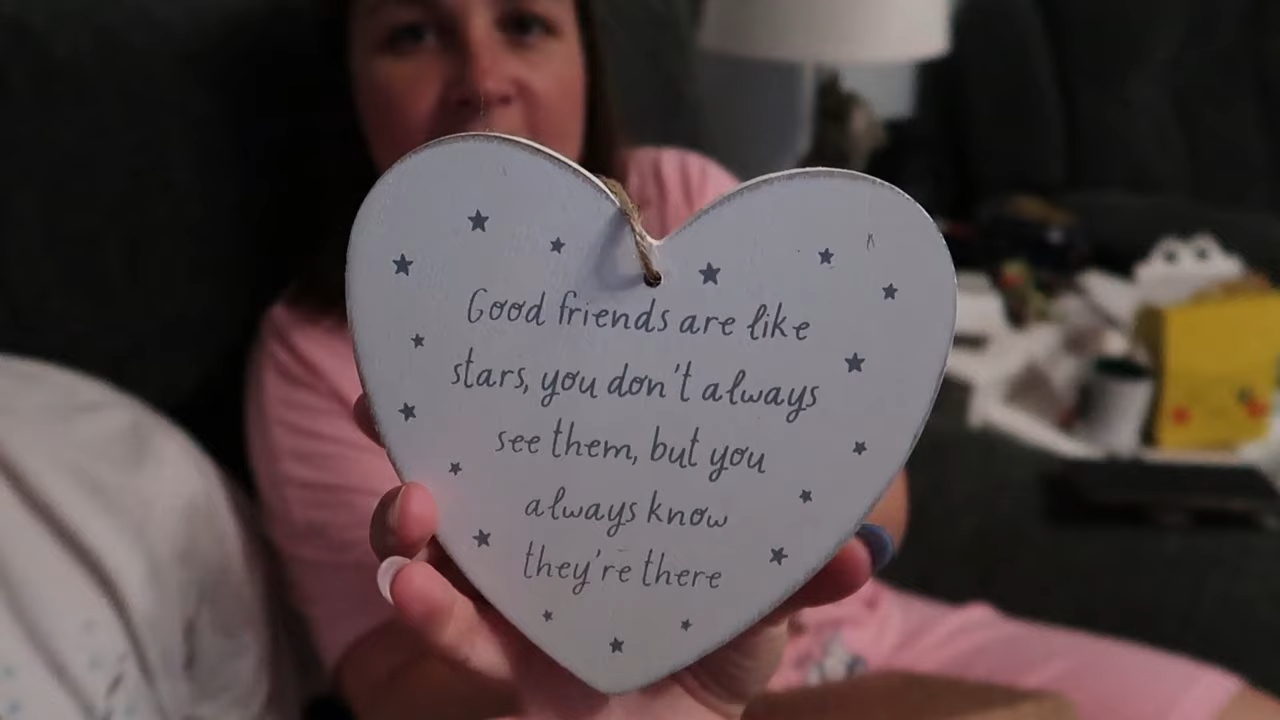 Good friends are like
stars, you don't always
see them, but you
always know
they're there